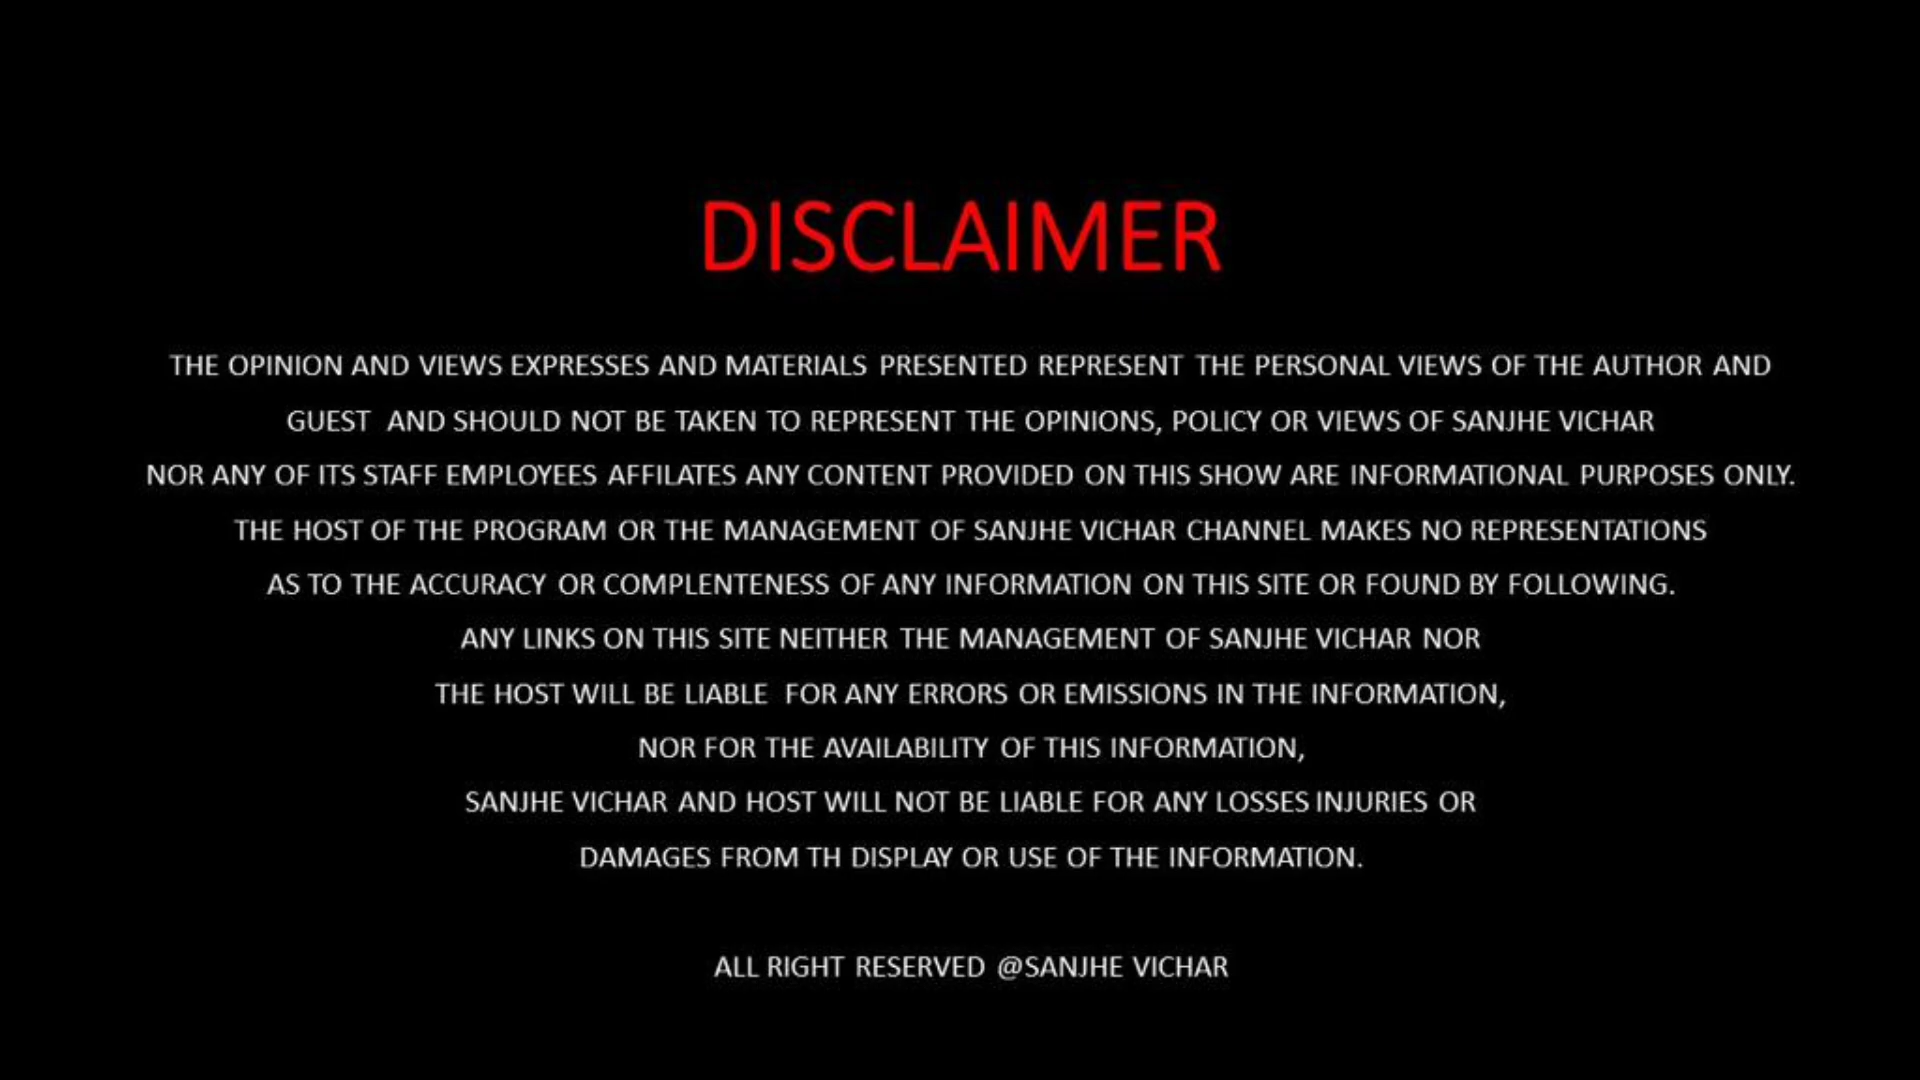 DISCLAIMER
THE OPINION AND VIEWS EXPRESSES AND MATERIALS PRESENTED REPRESENT THE PERSONAL VIEWS OF THE AUTHOR AND
GUEST AND SHOULD NOT BE TAKEN TO REPRESENT THE OPINIONS, POLICY OR VIEWS OF SANJHE VICHAR
NOR ANY OF ITS STAFF EMPLOYEES AFFILATES ANY CONTENT PROVIDED ON THIS SHOW ARE INFORMATIONAL PURPOSES ONLY.
THE HOST OF THE PROGRAM OR THE MANAGEMENT OF SANJHE VICHAR CHANNEL MAKES NO REPRESENTATIONS
AS TO THE ACCURACY OR COMPLENTENESS OF ANY INFORMATION ON THIS SITE OR FOUND BY FOLLOWING.
ANY LINKS ON THIS SITE NEITHER THE MANAGEMENT OF SANJHE VICHAR NOR
THE HOST WILL BE LIABLE FOR ANY ERRORS OR EMISSIONS IN THE INFORMATION,
NOR FOR THE AVAILABILITY OF THIS INFORMATION,
SANJHE VICHAR AND HOST WILL NOT BE LIABLE FOR ANY LOSSES INJURIES OR
DAMAGES FROM TH DISPLAY OR USE OF THE INFORMATION.
ALL RIGHT RESERVED @SANJHE VICHAR